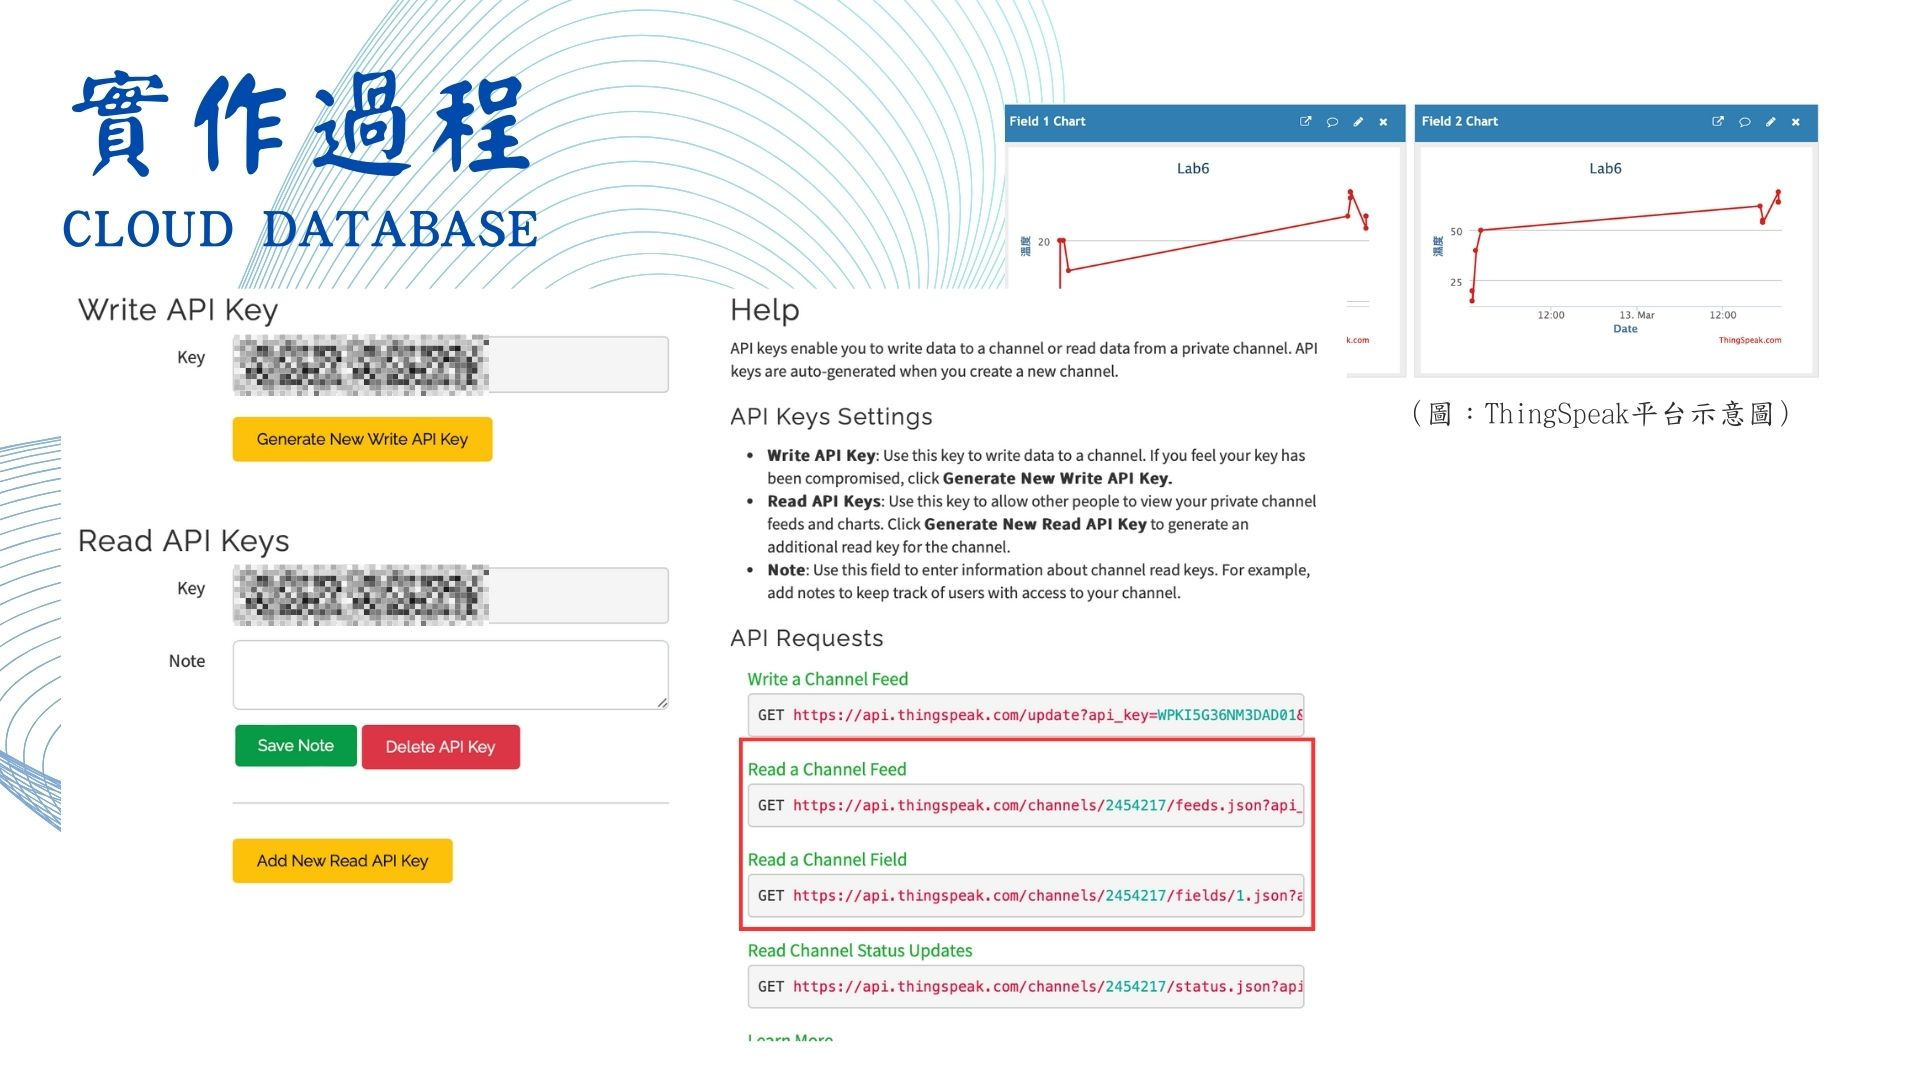 實作過程
CLOUD DATABASE
Write API Key
Key
Generate New Write API Key
Read API Keys
Key
Note
Save Note
Delete API Key
Add New Read API Key
Help
API keys enable you to write data to a channel or read data from a private channel. API
keys are auto-generated when you create a new channel.
API Keys Settings
• Write API Key: Use this key to write data to a channel. If you feel your key has
been compromised, click Generate New Write API Key.
• Read API Keys: Use this key to allow other people to view your private channel
feeds and charts. Click Generate New Read API Key to generate an
additional read key for the channel.
• Note: Use this field to enter information about channel read keys. For example,
add notes to keep track of users with access to your channel.
API Requests
Write a Channel Feed
GET https://api.thingspeak.com/update?api_key=WPKI5G36NM3DAD01&
Read a Channel Feed
GET https://api.thingspeak.com/channels/2454217/feeds.json?api_
Read a Channel Field
GET https://api.thingspeak.com/channels/2454217/fields/1.json?a
Read Channel Status Updates
GET https://api.thingspeak.com/channels/2454217/status.json?api
Learn More
Field 1 Chart
Lab6
溫度
20
k.com
Field 2 Chart
Lab6
濕度
50
25
12:00
13. Mar
12:00
Date
ThingSpeak.com
（圖：ThingSpeak平台示意圖）